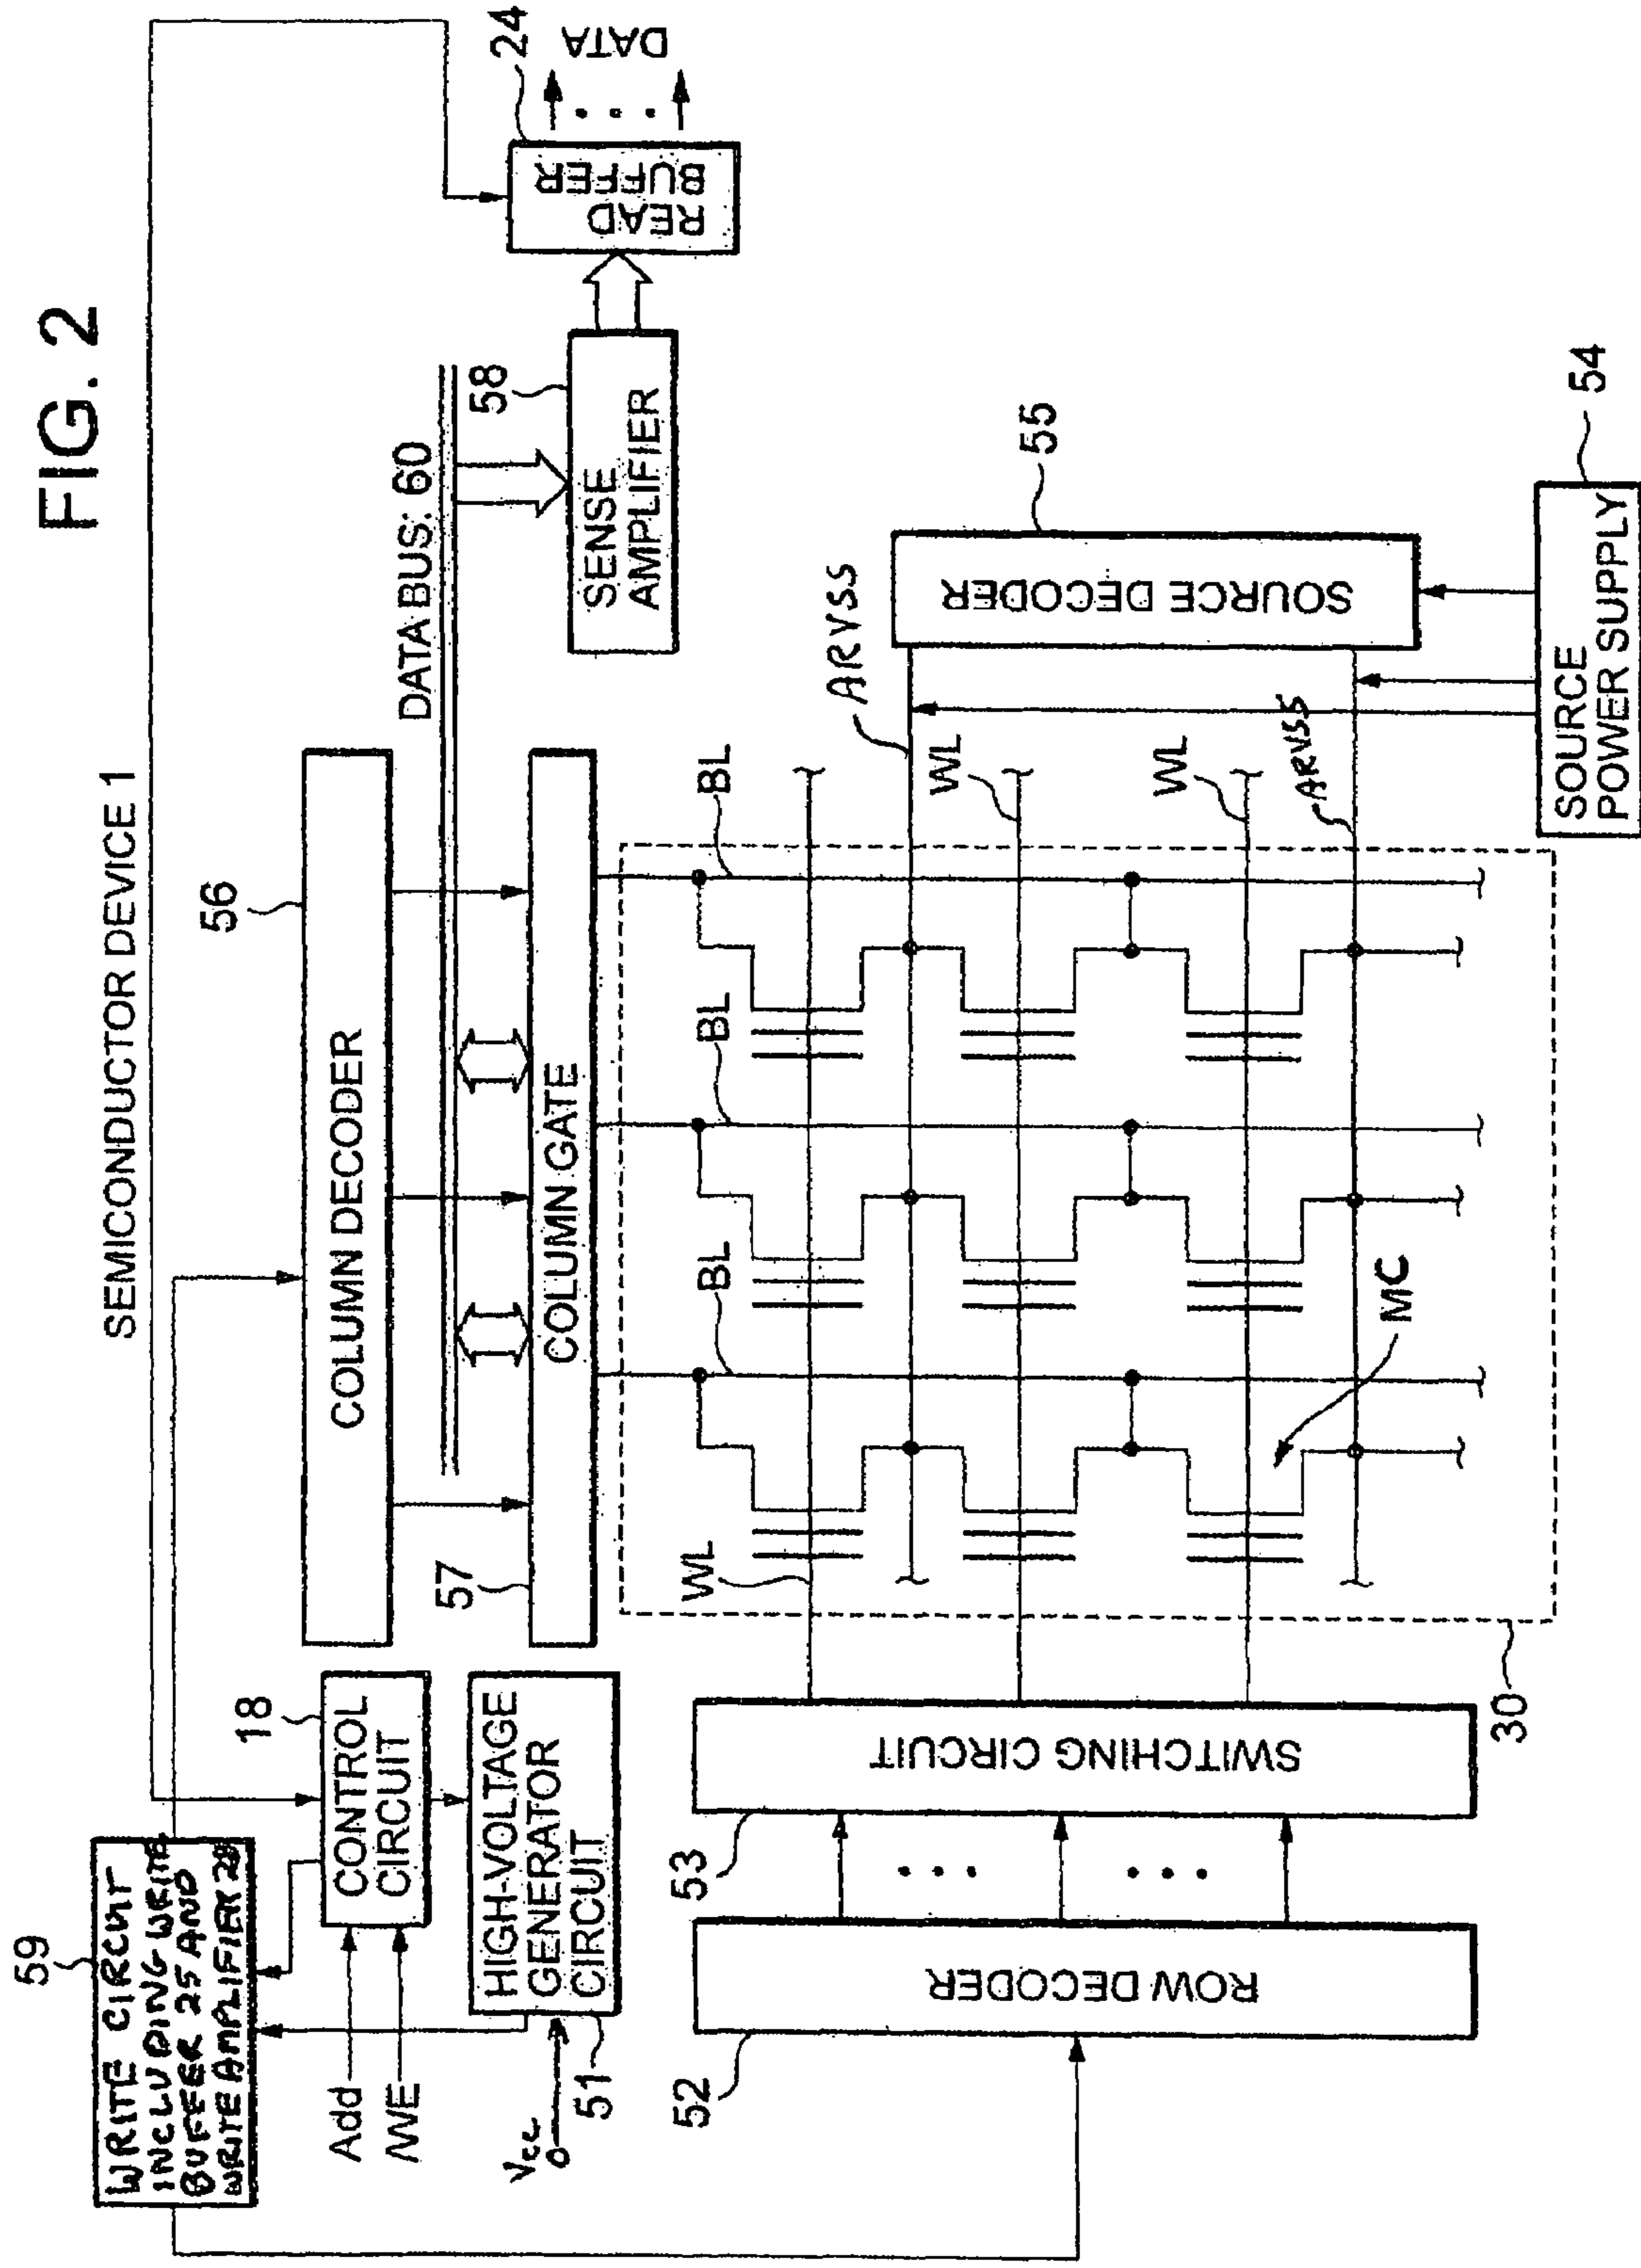 FIG. 2
SEMICONDUCTOR DEVICE 1
59
WRITE CIRCUIT
INCLUDING WRITE
BUFFER 25 AND
WRITE AMPLIFIER 28
Add
/WE
18
CONTROL
CIRCUIT
Vcc
51
HIGH-VOLTAGE
GENERATOR
CIRCUIT
56
COLUMN DECODER
DATA BUS: 60
57
COLUMN GATE
58
SENSE
AMPLIFIER
24
READ
BUFFER
DATA
52
ROW DECODER
53
SWITCHING CIRCUIT
WL
BL
BL
BL
ARVSS
WL
WL
ARVSS
MC
30
55
SOURCE DECODER
54
SOURCE
POWER SUPPLY